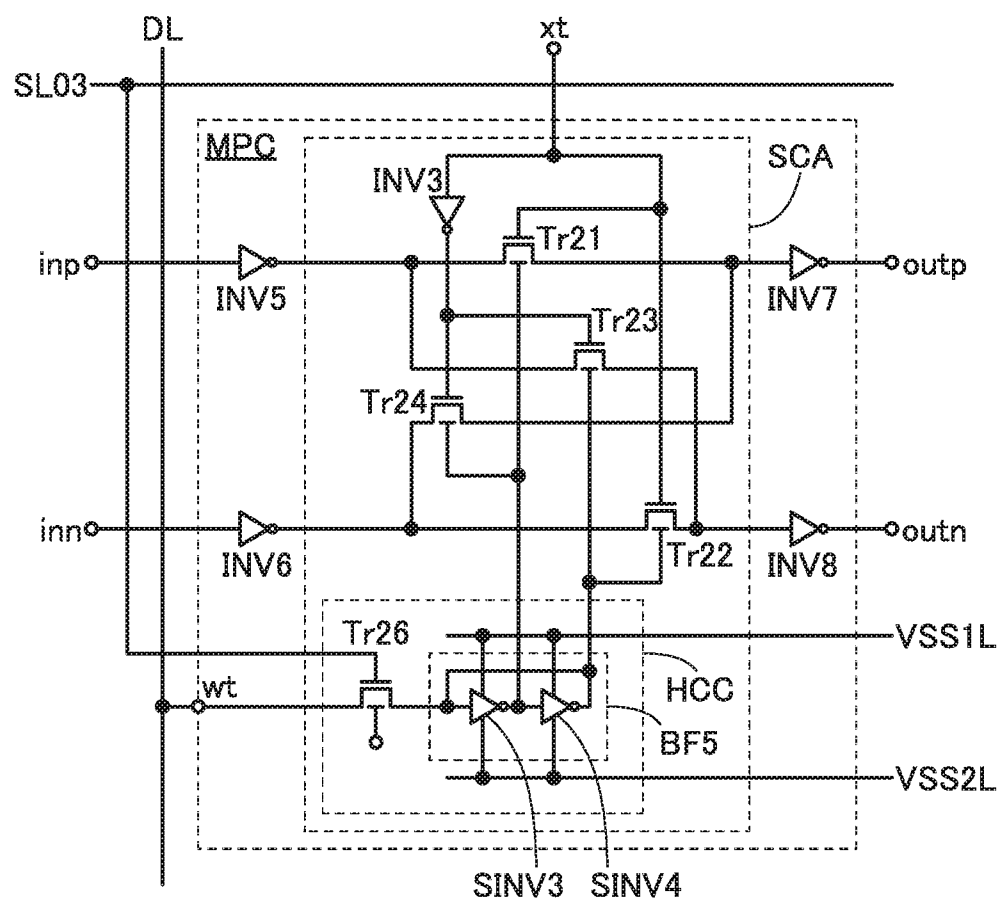 DL
xt
SL03
MPC
SCA
INV3
Tr21
inp
outp
INV5
INV7
Tr23
Tr24
inn
outn
INV6
Tr22
INV8
Tr26
VSS1L
wt
HCC
BF5
VSS2L
SINV3
SINV4